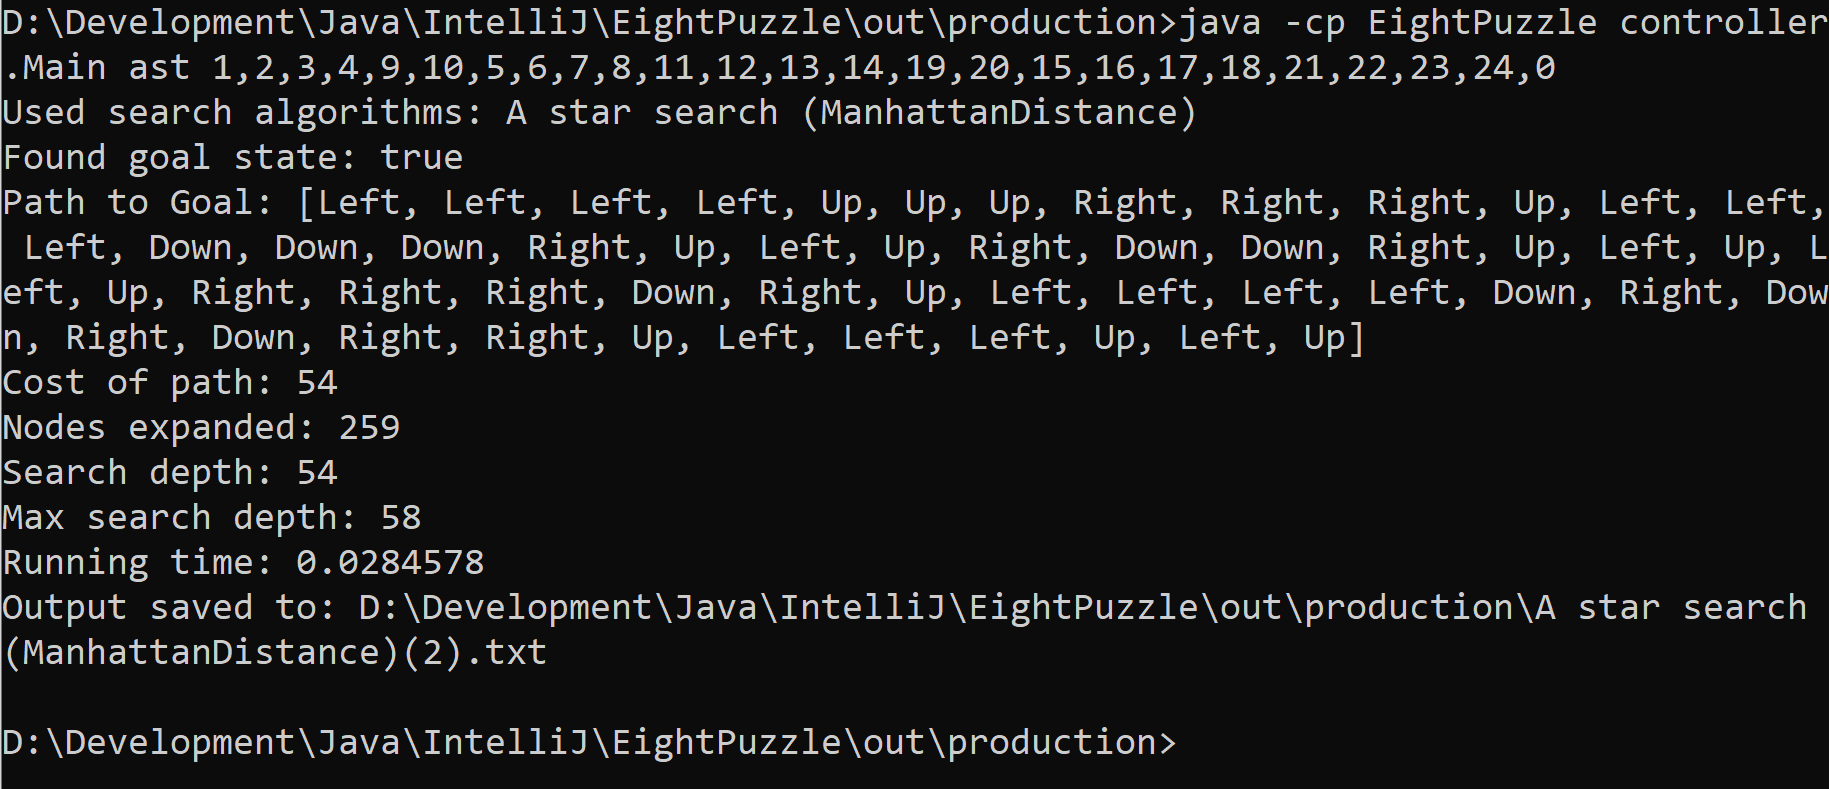 D:\Development\Java\IntelliJ\EightPuzzle\out\production>java -cp EightPuzzle controller
.Main ast 1,2,3,4,9,10,5,6,7,8,11,12,13,14,19,20,15,16,17,18,21,22,23,24,0
Used search algorithms: A star search (ManhattanDistance)
Found goal state: true
Path to Goal: [Left, Left, Left, Left, Up, Up, Up, Right, Right, Right, Up, Left, Left,
 Left, Down, Down, Down, Right, Up, Left, Up, Right, Down, Down, Right, Up, Left, Up, L
eft, Up, Right, Right, Right, Down, Right, Up, Left, Left, Left, Left, Down, Right, Dow
n, Right, Down, Right, Right, Up, Left, Left, Left, Up, Left, Up]
Cost of path: 54
Nodes expanded: 259
Search depth: 54
Max search depth: 58
Running time: 0.0284578
Output saved to: D:\Development\Java\IntelliJ\EightPuzzle\out\production\A star search
(ManhattanDistance)(2).txt
D:\Development\Java\IntelliJ\EightPuzzle\out\production>